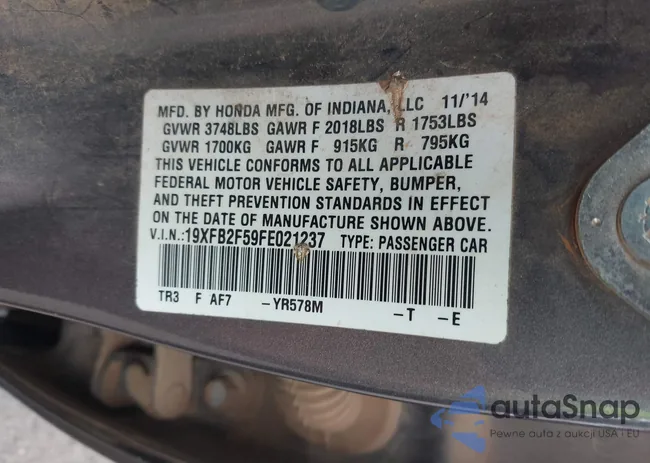 MFD. BY HONDA MFG. OF INDIANA, LLC 11/'14
GVWR 3748LBS GAWR F 2018LBS R 1753LBS
GVWR 1700KG GAWR F 915KG R 795KG
THIS VEHICLE CONFORMS TO ALL APPLICABLE
FEDERAL MOTOR VEHICLE SAFETY, BUMPER,
AND THEFT PREVENTION STANDARDS IN EFFECT
ON THE DATE OF MANUFACTURE SHOWN ABOVE.
V.I.N.:19XFB2F59FE021237 TYPE: PASSENGER CAR
TR3 F AF7 -YR578M -T -E
autoSnap
Pewne auta z aukcji USA i EU